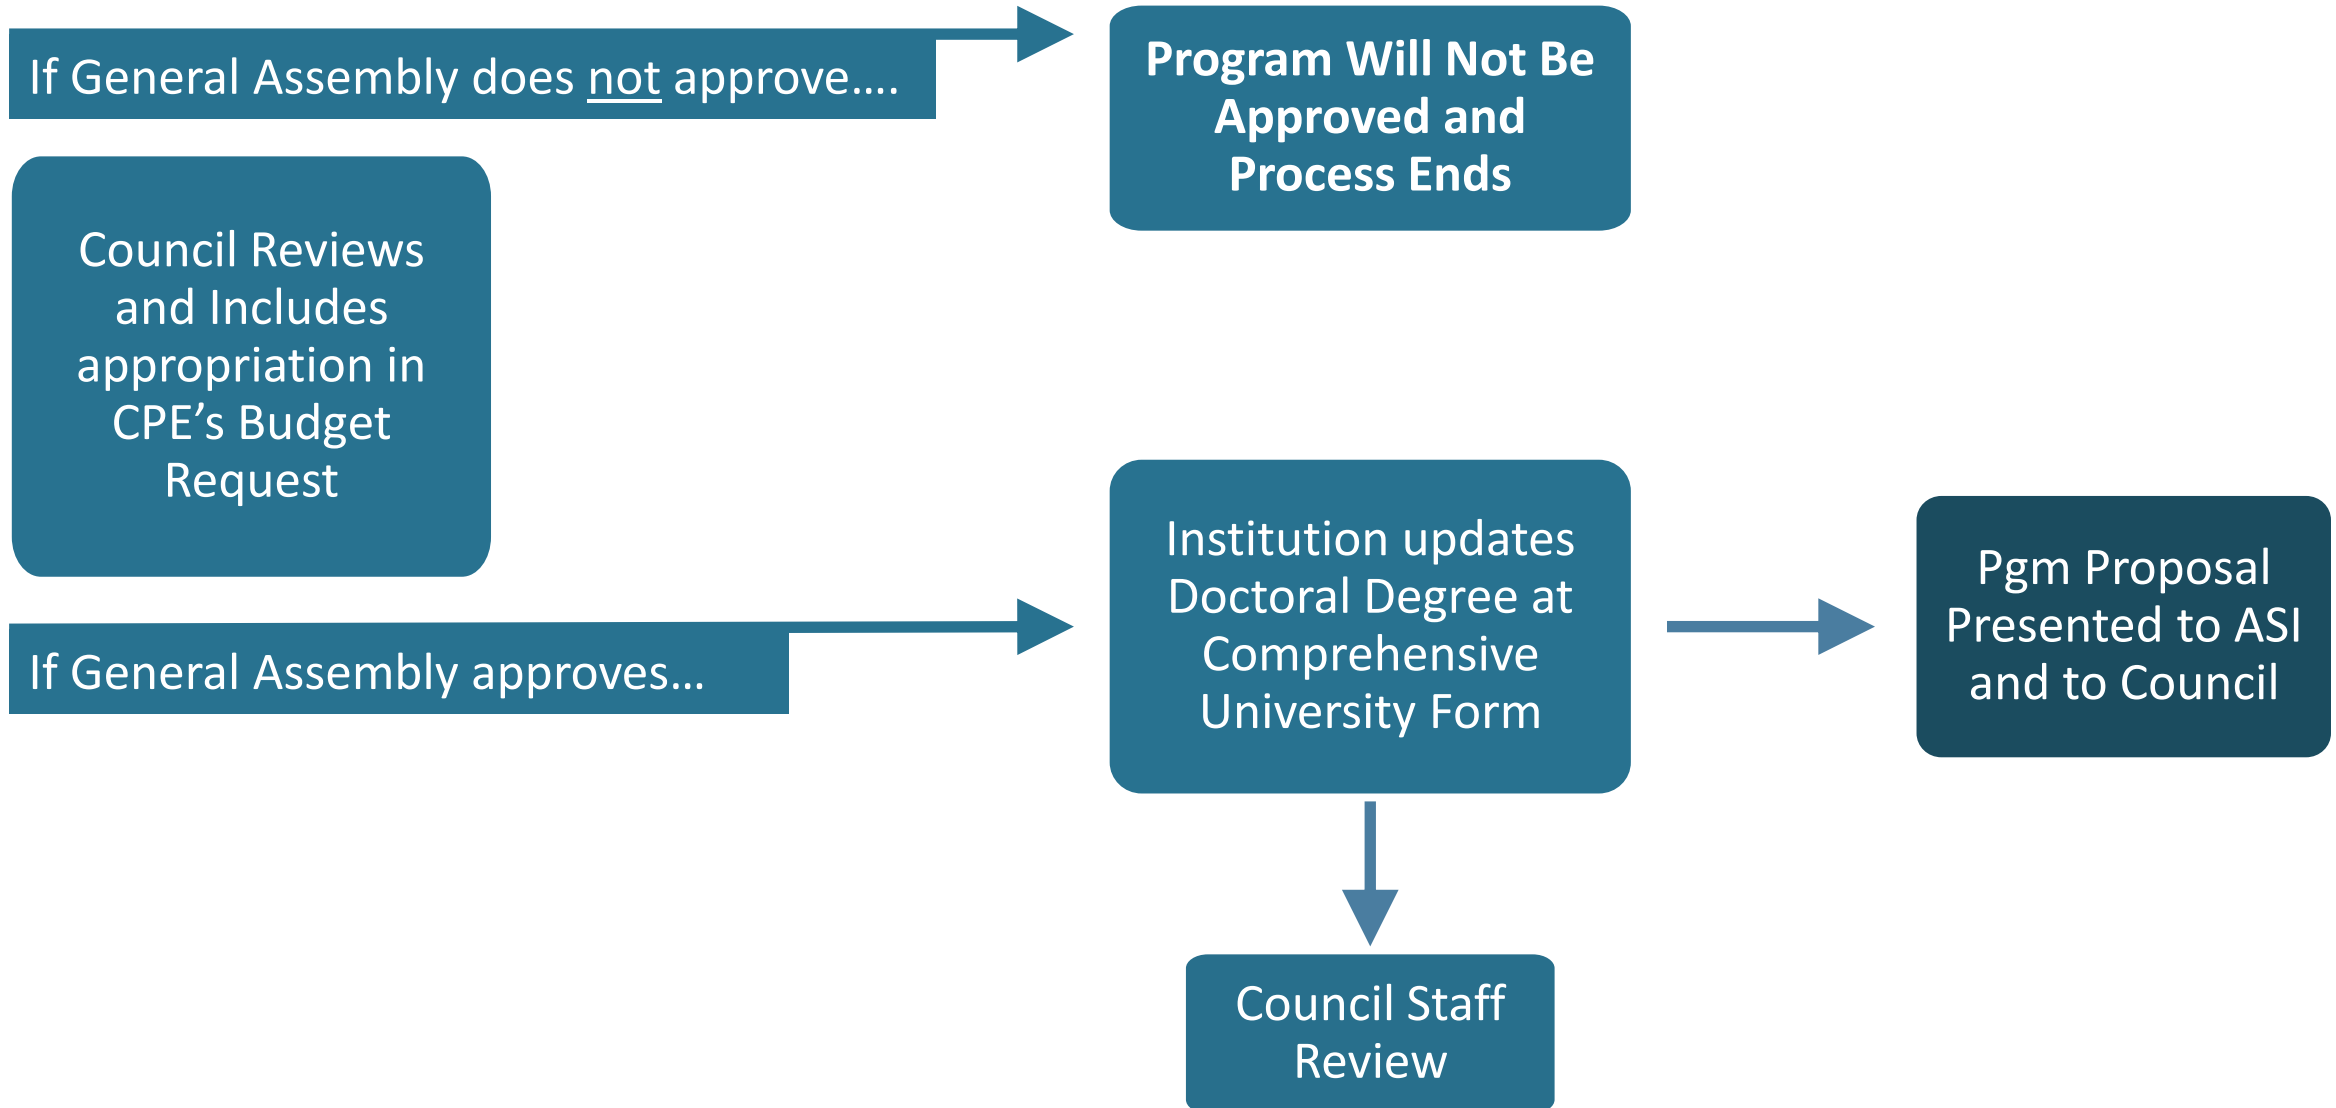 If General Assembly does not approve....
Program Will Not Be
Approved and
Process Ends
Council Reviews
and Includes
appropriation in
CPE’s Budget
Request
If General Assembly approves...
Institution updates
Doctoral Degree at
Comprehensive
University Form
Pgm Proposal
Presented to ASI
and to Council
Council Staff
Review